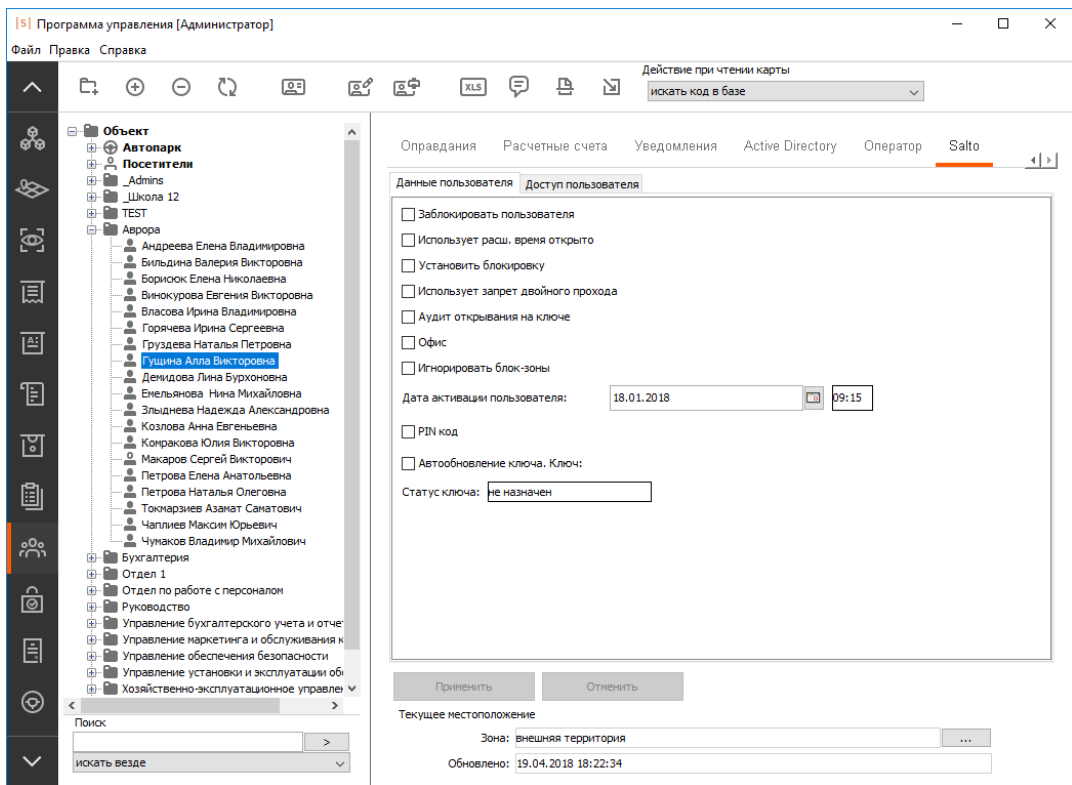 |S| Программа управления [Администратор]
Файл Правка Справка
XLS
Действие при чтении карты
искать код в базе
Объект
Автопарк
Посетители
_Admins
_Школа 12
TEST
Аврора
Андреева Елена Владимировна
Бильдина Валерия Викторовна
Борисюк Елена Николаевна
Винокурова Евгения Викторовна
Власова Ирина Владимировна
Горячева Ирина Сергеевна
Груздева Наталья Петровна
Гущина Алла Викторовна
Демидова Лина Бурхоновна
Емельянова Нина Михайловна
Злыднева Надежда Александровна
Козлова Анна Евгеньевна
Комракова Юлия Викторовна
Макаров Сергей Викторович
Петрова Елена Анатольевна
Петрова Наталья Олеговна
Токмарзиев Азамат Саматович
Чаплиев Максим Юрьевич
Чумаков Владимир Михайлович
Бухгалтерия
Отдел 1
Отдел по работе с персоналом
Руководство
Управление бухгалтерского учета и отче
Управление маркетинга и обслуживания к
Управление обеспечения безопасности
Управление установки и эксплуатации об
Хозяйственно-эксплуатационное управле
Поиск
>
искать везде
Оправдания Расчетные счета Уведомления Active Directory Оператор Salto
Данные пользователя Доступ пользователя
Заблокировать пользователя
Использует расш. время открыто
Установить блокировку
Использует запрет двойного прохода
Аудит открывания на ключе
Офис
Игнорировать блок-зоны
Дата активации пользователя: 18.01.2018 09:15
PIN код
Автообновление ключа. Ключ:
Статус ключа: не назначен
Применить Отменить
Текущее местоположение
Зона: внешняя территория ...
Обновлено: 19.04.2018 18:22:34